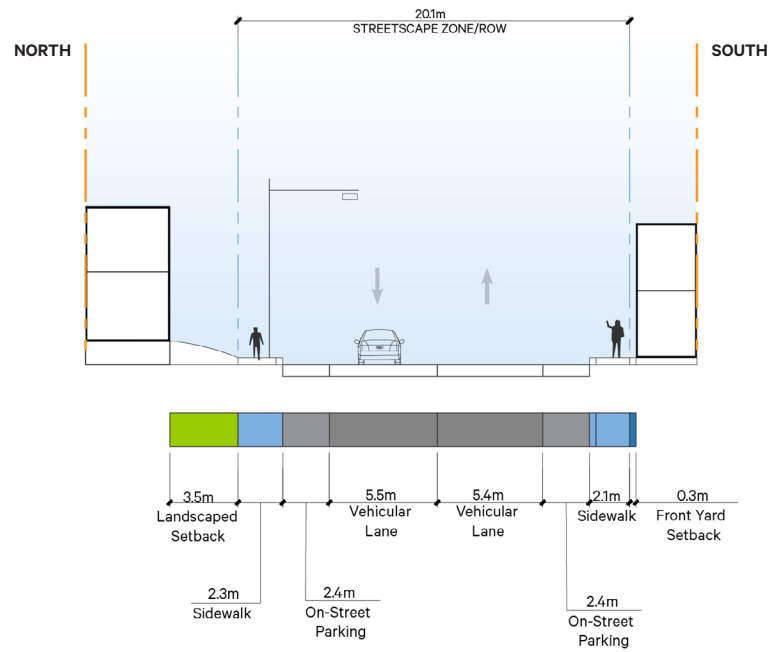 20.1m
STREETSCAPE ZONE/ROW
NORTH
SOUTH
3.5m
Landscaped
Setback
5.5m
Vehicular
Lane
5.4m
Vehicular
Lane
2.1m
Sidewalk
0.3m
Front Yard
Setback
2.3m
Sidewalk
2.4m
On-Street
Parking
2.4m
On-Street
Parking